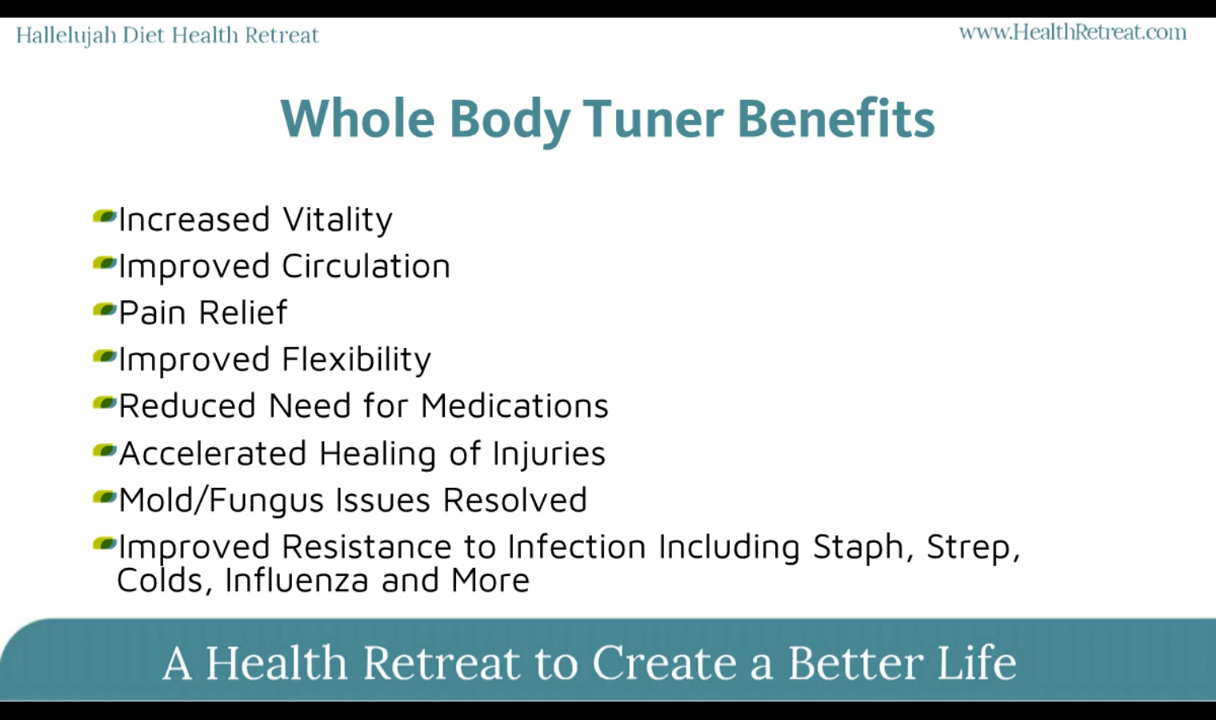 Hallelujah Diet Health Retreat
www.HealthRetreat.com
Whole Body Tuner Benefits
Increased Vitality
Improved Circulation
Pain Relief
Improved Flexibility
Reduced Need for Medications
Accelerated Healing of Injuries
Mold/Fungus Issues Resolved
Improved Resistance to Infection Including Staph, Strep,
Colds, Influenza and More
A Health Retreat to Create a Better Life